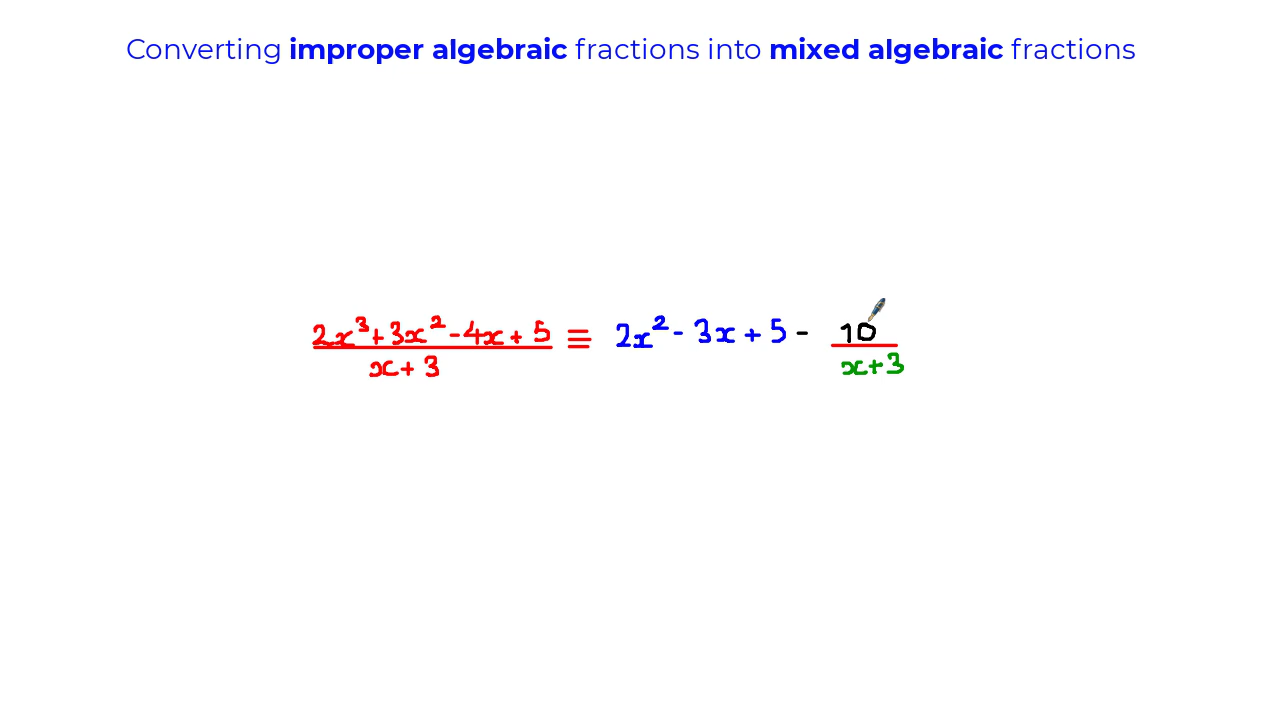 Converting improper algebraic fractions into mixed algebraic fractions
2x³+3x²-4x+5 ≡ 2x²-3x+5 - 10
x+3 x+3